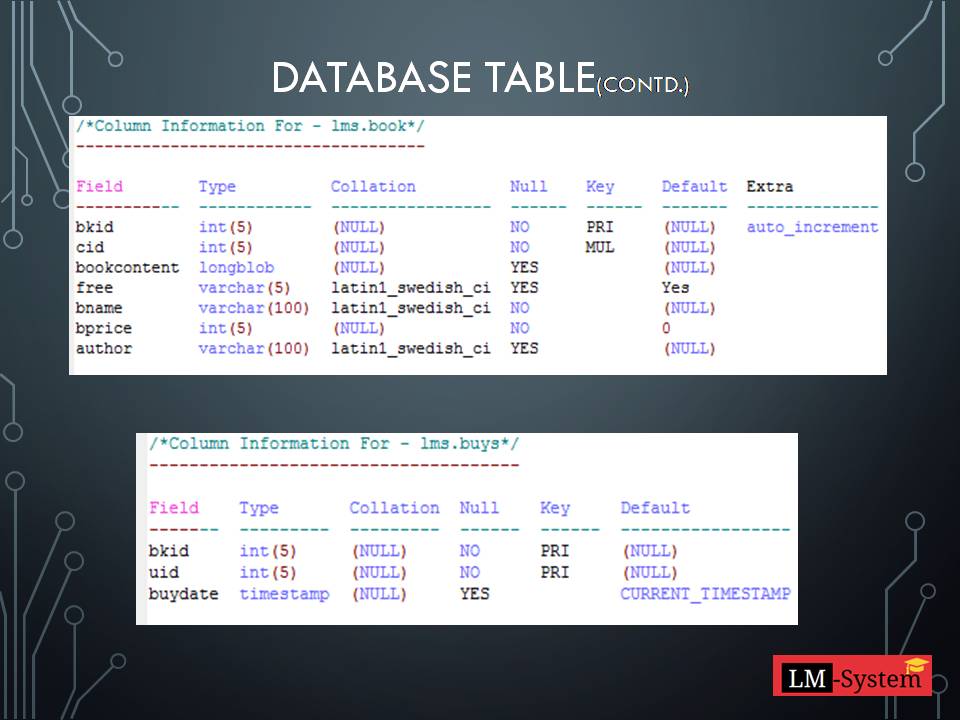 DATABASE TABLE(CONTD.)
/*Column Information For - lms.book*/
-------------------------------------
Field Type Collation Null Key Default Extra
----------- ------------ ----------------- ------ ------ ------- --------------
bkid int(5) (NULL) NO PRI (NULL) auto_increment
cid int(5) (NULL) NO MUL (NULL)
bookcontent longblob (NULL) YES (NULL)
free varchar(5) latin1_swedish_ci YES Yes
bname varchar(100) latin1_swedish_ci NO (NULL)
bprice int(5) (NULL) NO 0
author varchar(100) latin1_swedish_ci YES (NULL)
/*Column Information For - lms.buys*/
-------------------------------------
Field Type Collation Null Key Default
------- --------- --------- ------ ------ -----------------
bkid int(5) (NULL) NO PRI (NULL)
uid int(5) (NULL) NO PRI (NULL)
buydate timestamp (NULL) YES CURRENT_TIMESTAMP
LM-System